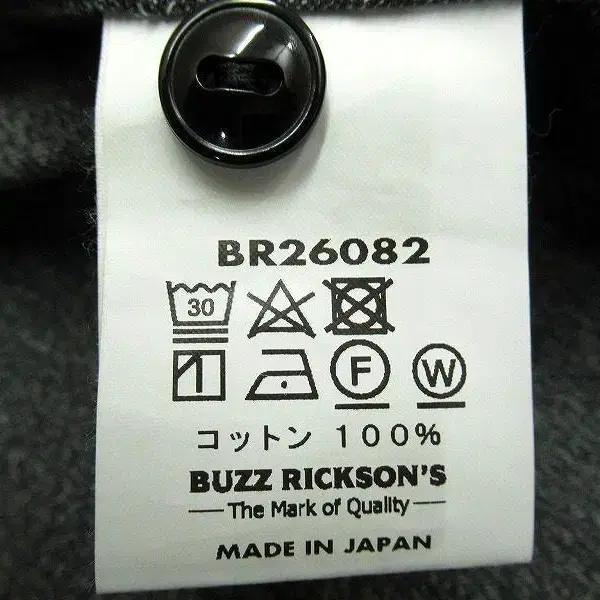 BR26082
30
F W
コットン 100%
BUZZ RICKSON'S
The Mark of Quality
MADE IN JAPAN